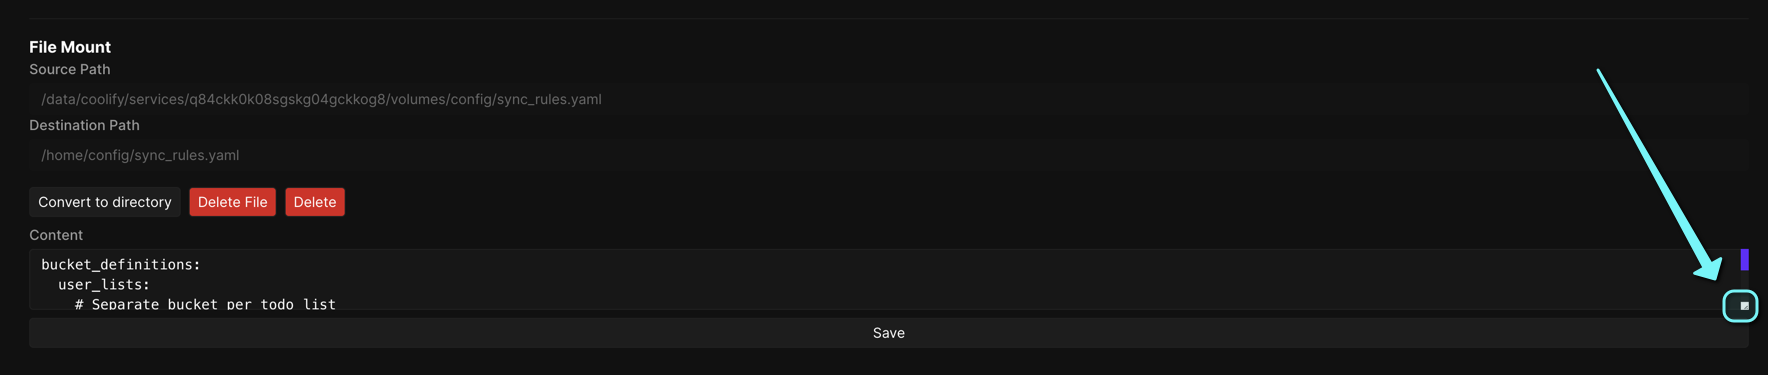 File Mount
Source Path
/data/coolify/services/q84ckk0k08sgskg04gckkog8/volumes/config/sync_rules.yaml
Destination Path
/home/config/sync_rules.yaml
Convert to directory Delete File Delete
Content
bucket_definitions:
  user_lists:
    # Separate bucket per todo list
Save